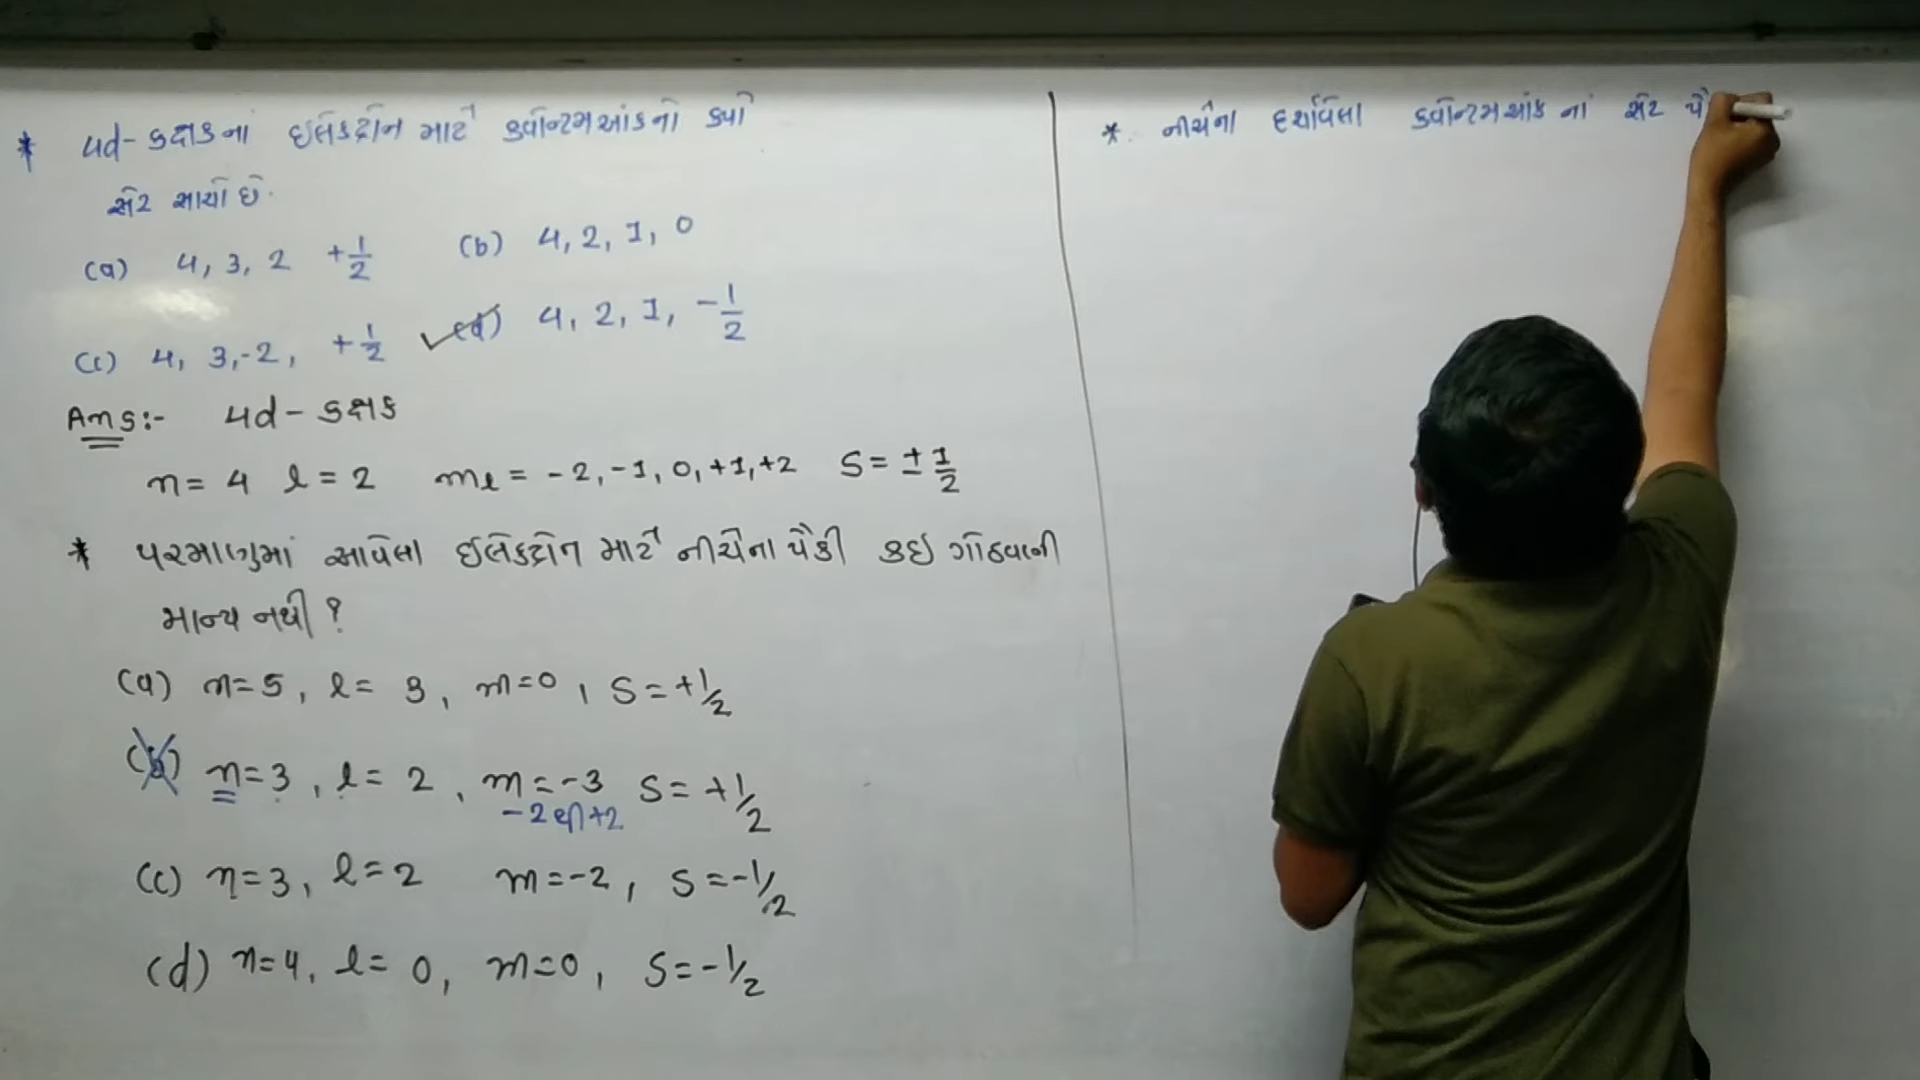 * 4d-કક્ષકનાં ઇલેક્ટ્રોન માટે ક્વોન્ટમઆંકનો ક્યો
સેટ સાચો છે.
(a) 4, 3, 2 +1/2 (b) 4, 2, 1, 0
(c) 4, 3, -2, +1/2 ✓(d) 4, 2, 1, -1/2
Ans:- 4d-કક્ષક
n = 4 l = 2 ml = -2, -1, 0, +1, +2 S = ±1/2
* પરમાણુમાં આવેલા ઇલેક્ટ્રોન માટે નીચેના પૈકી કઇ ગોઠવણી
માન્ય નથી ?
(a) n=5, l = 3, m=0, S=+1/2
(b) n=3, l = 2, m=-3 S=+1/2
-2થી+2
(c) n=3, l=2 m=-2, S=-1/2
(d) n=4, l= 0, m=0, S=-1/2
* નીચેના દર્શાવેલા ક્વોન્ટમઆંક નાં સેટ પૈ